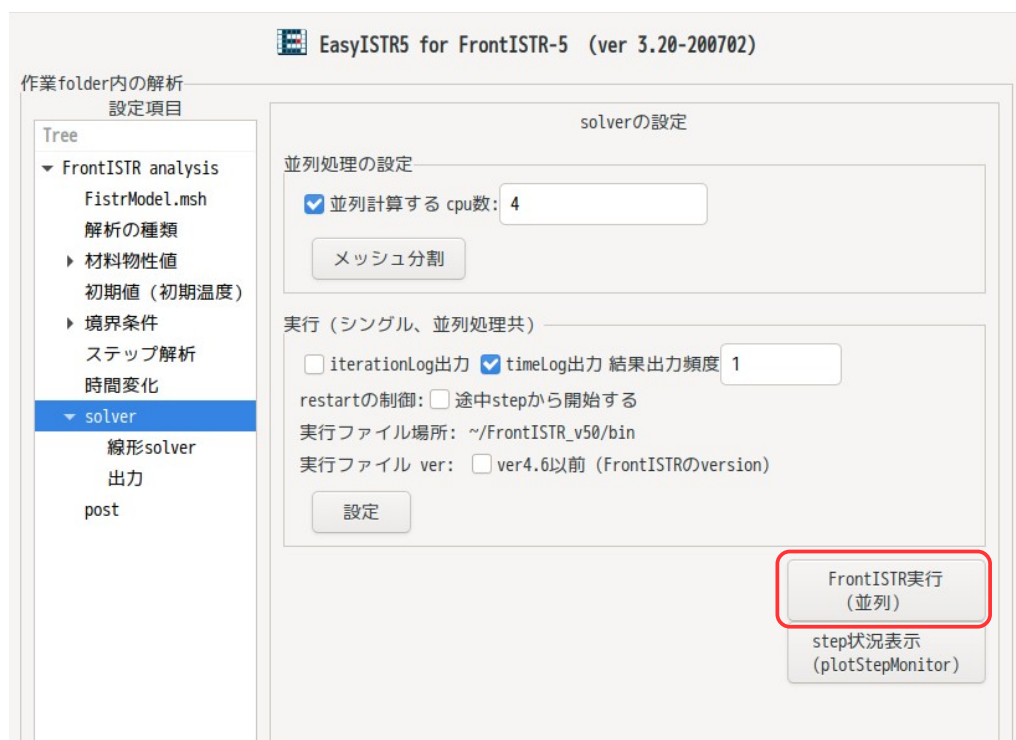 EasyISTR5 for FrontISTR-5 (ver 3.20-200702)
作業folder内の解析
設定項目
Tree
FrontISTR analysis
FistrModel.msh
解析の種類
材料物性値
初期値（初期温度）
境界条件
ステップ解析
時間変化
solver
線形solver
出力
post
solverの設定
並列処理の設定
並列計算する cpu数: 4
メッシュ分割
実行（シングル、並列処理共）
iterationLog出力 timeLog出力 結果出力頻度 1
restartの制御: 途中stepから開始する
実行ファイル場所: ~/FrontISTR_v50/bin
実行ファイル ver: ver4.6以前（FrontISTRのversion）
設定
FrontISTR実行
（並列）
step状況表示
(plotStepMonitor)